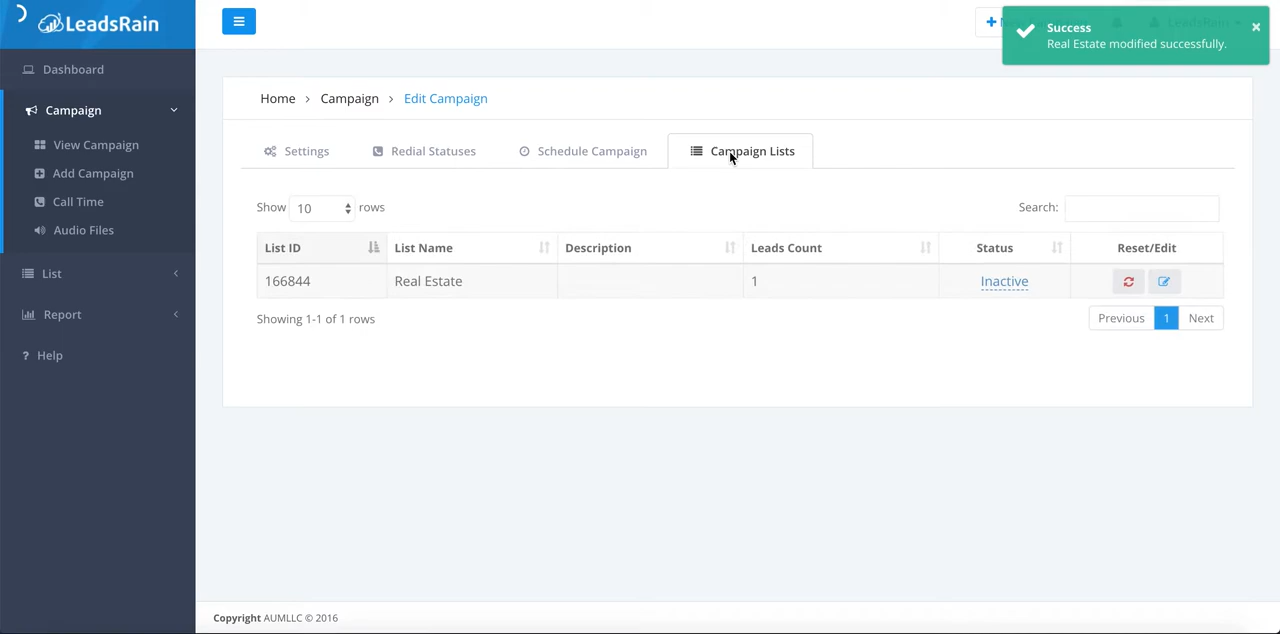 LeadsRain
Dashboard
Campaign
View Campaign
Add Campaign
Call Time
Audio Files
List
Report
? Help
Success
Real Estate modified successfully.
×
Home > Campaign > Edit Campaign
Settings
Redial Statuses
Schedule Campaign
Campaign Lists
Show 10 rows
Search:
List ID List Name Description Leads Count Status Reset/Edit
166844 Real Estate 1 Inactive
Showing 1-1 of 1 rows
Previous 1 Next
Copyright AUMLLC © 2016